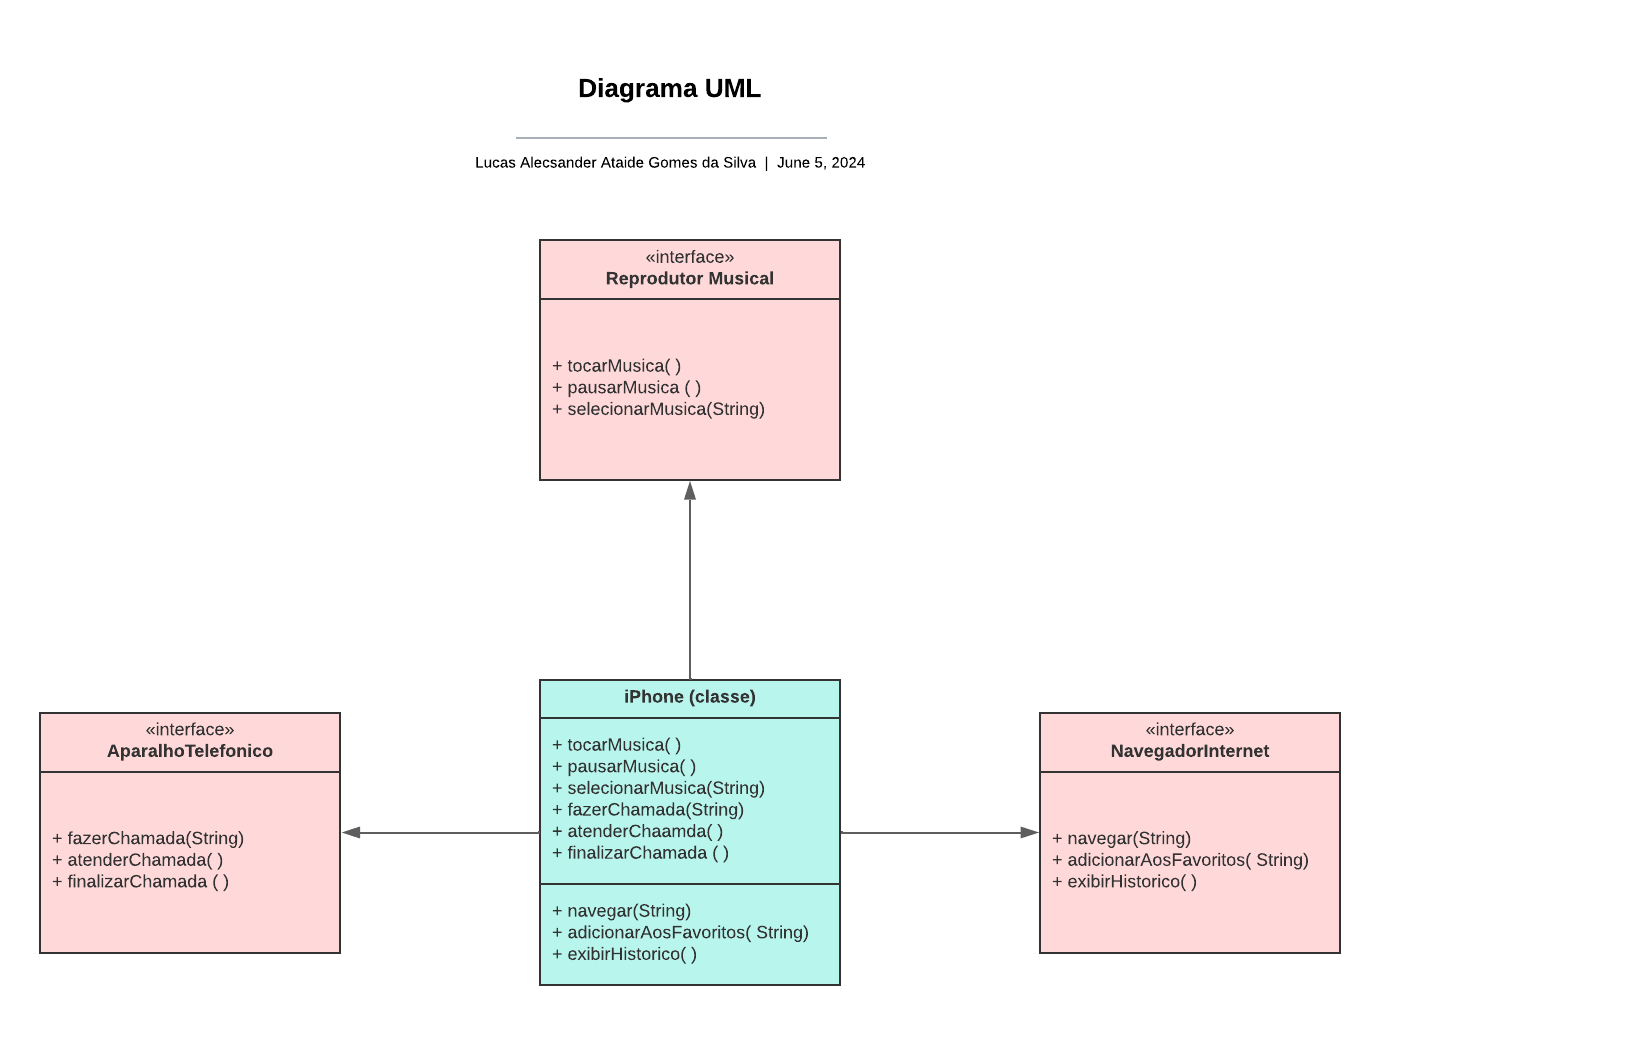 Diagrama UML
Lucas Alecsander Ataide Gomes da Silva | June 5, 2024
«interface»
Reprodutor Musical
+ tocarMusica( )
+ pausarMusica ( )
+ selecionarMusica(String)
«interface»
AparalhoTelefonico
+ fazerChamada(String)
+ atenderChamada( )
+ finalizarChamada ( )
iPhone (classe)
+ tocarMusica( )
+ pausarMusica( )
+ selecionarMusica(String)
+ fazerChamada(String)
+ atenderChaamda( )
+ finalizarChamada ( )
+ navegar(String)
+ adicionarAosFavoritos( String)
+ exibirHistorico( )
«interface»
NavegadorInternet
+ navegar(String)
+ adicionarAosFavoritos( String)
+ exibirHistorico( )